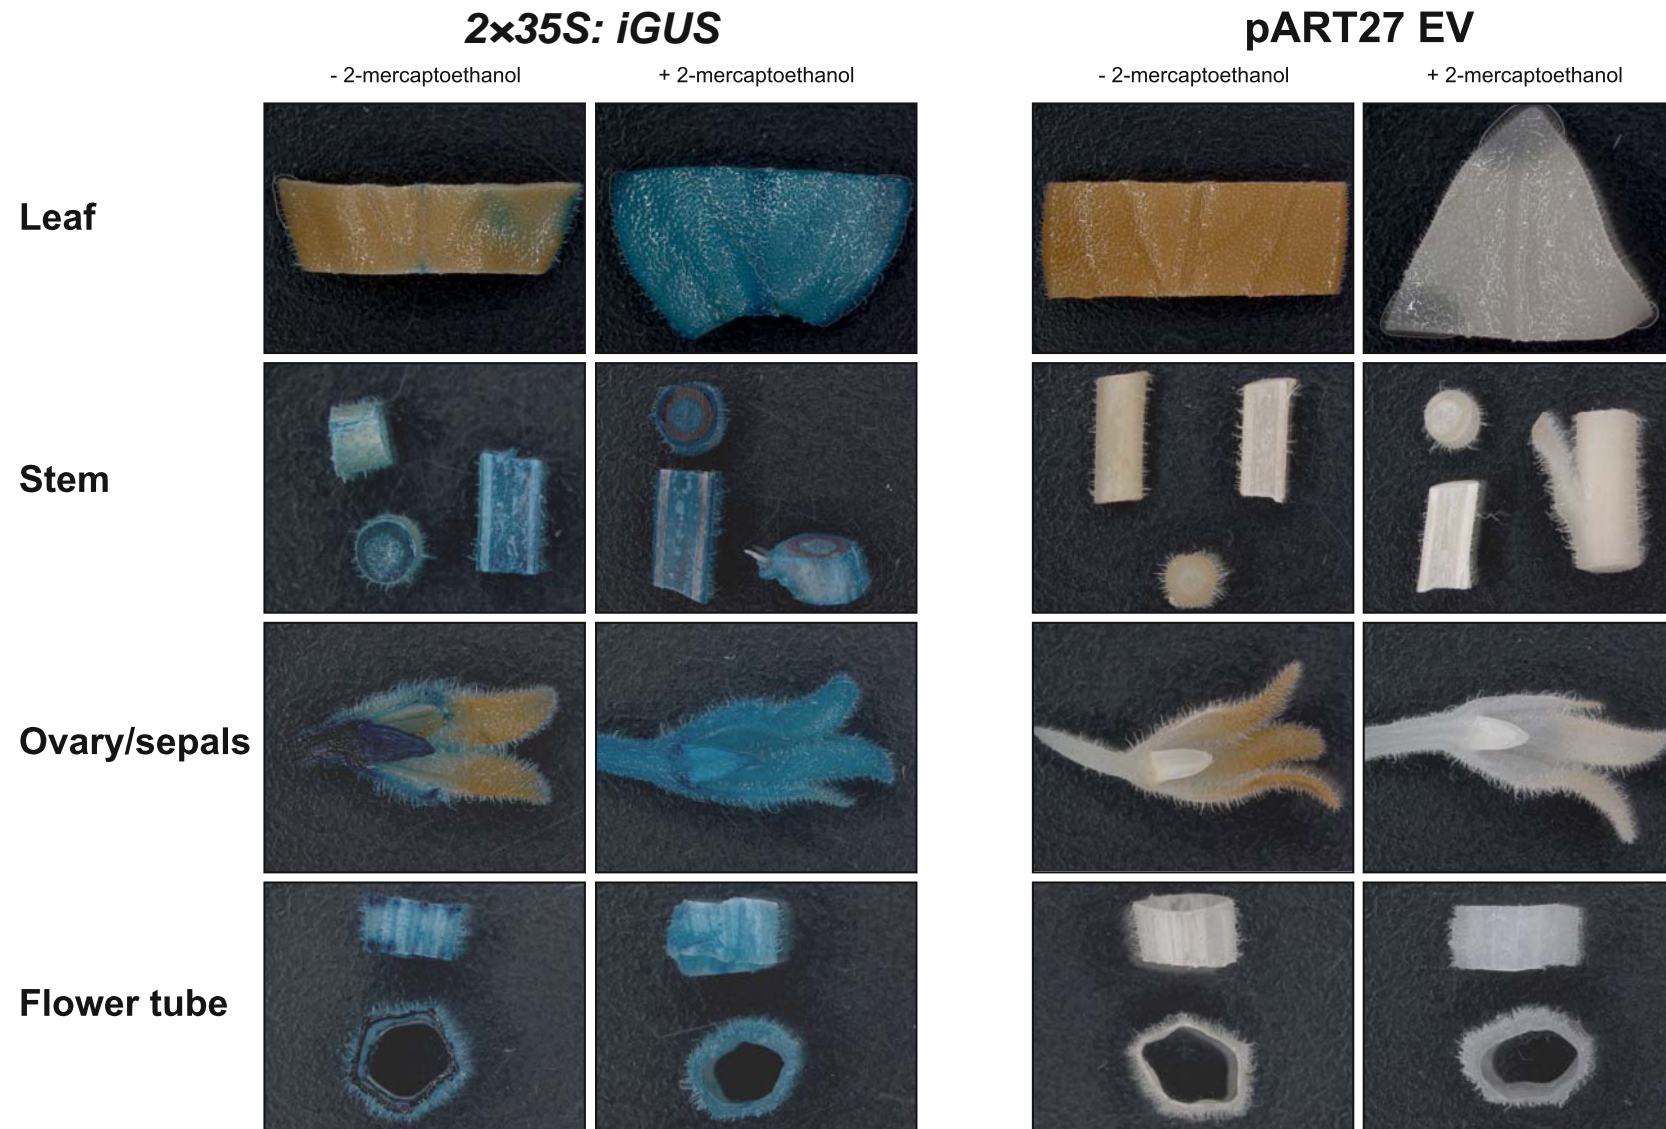 2×35S: iGUS pART27 EV
- 2-mercaptoethanol + 2-mercaptoethanol - 2-mercaptoethanol + 2-mercaptoethanol
Leaf
Stem
Ovary/sepals
Flower tube